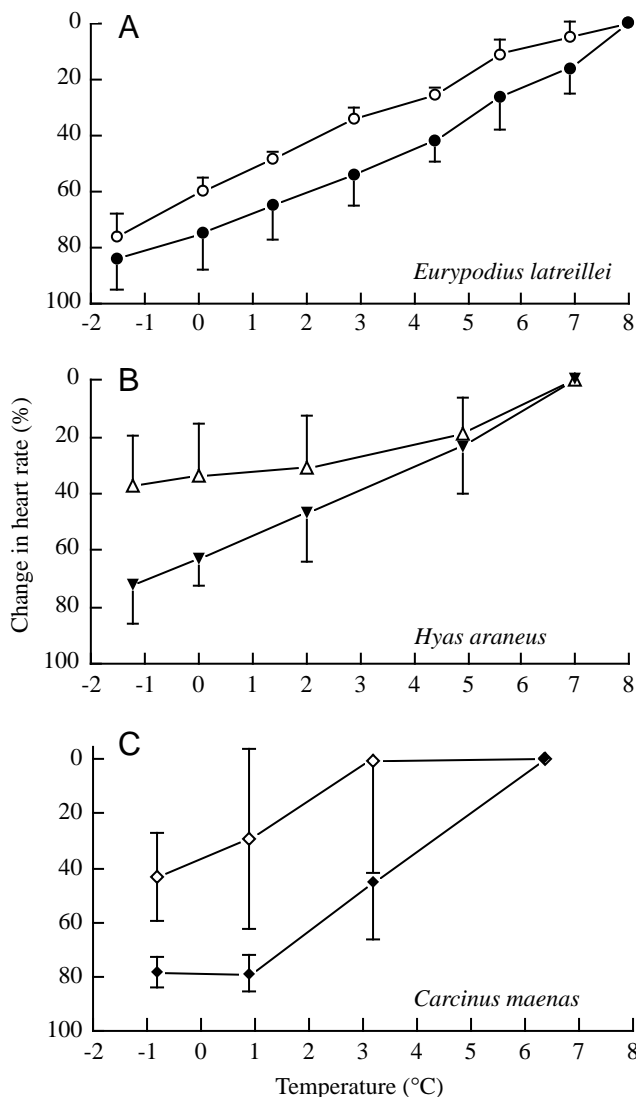 A
0
20
40
60
80
100
Eurypodius latreillei
-2 -1 0 1 2 3 4 5 6 7 8
B
0
20
40
60
80
100
Hyas araneus
-2 -1 0 1 2 3 4 5 6 7 8
Change in heart rate (%)
C
0
20
40
60
80
100
Carcinus maenas
-2 -1 0 1 2 3 4 5 6 7 8
Temperature (°C)